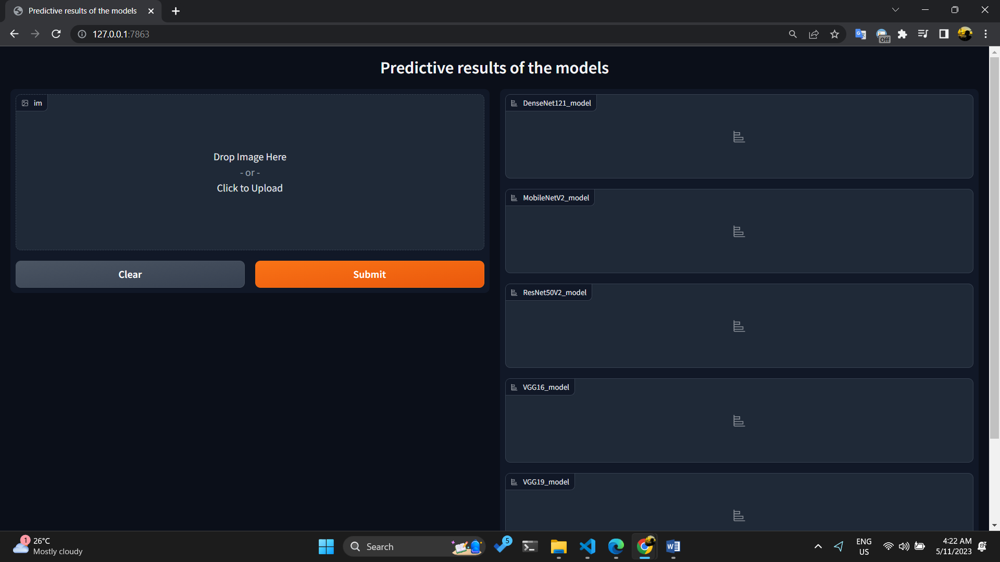 Predictive results of the models
127.0.0.1:7863
Off
Predictive results of the models
im
Drop Image Here
- or -
Click to Upload
Clear
Submit
DenseNet121_model
MobileNetV2_model
ResNet50V2_model
VGG16_model
VGG19_model
1
26°C
Mostly cloudy
Search
5
ENG
US
4:22 AM
5/11/2023